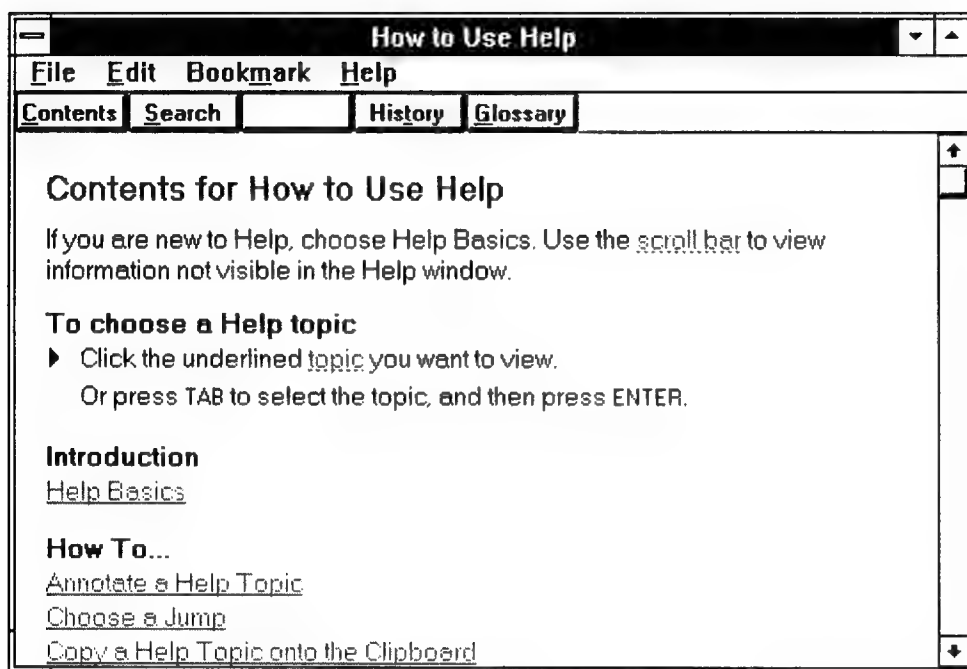 How to Use Help
File Edit Bookmark Help
Contents Search History Glossary
Contents for How to Use Help
If you are new to Help, choose Help Basics. Use the scroll bar to view
information not visible in the Help window.
To choose a Help topic
Click the underlined topic you want to view.
Or press TAB to select the topic, and then press ENTER.
Introduction
Help Basics
How To...
Annotate a Help Topic
Choose a Jump
Copy a Help Topic onto the Clipboard